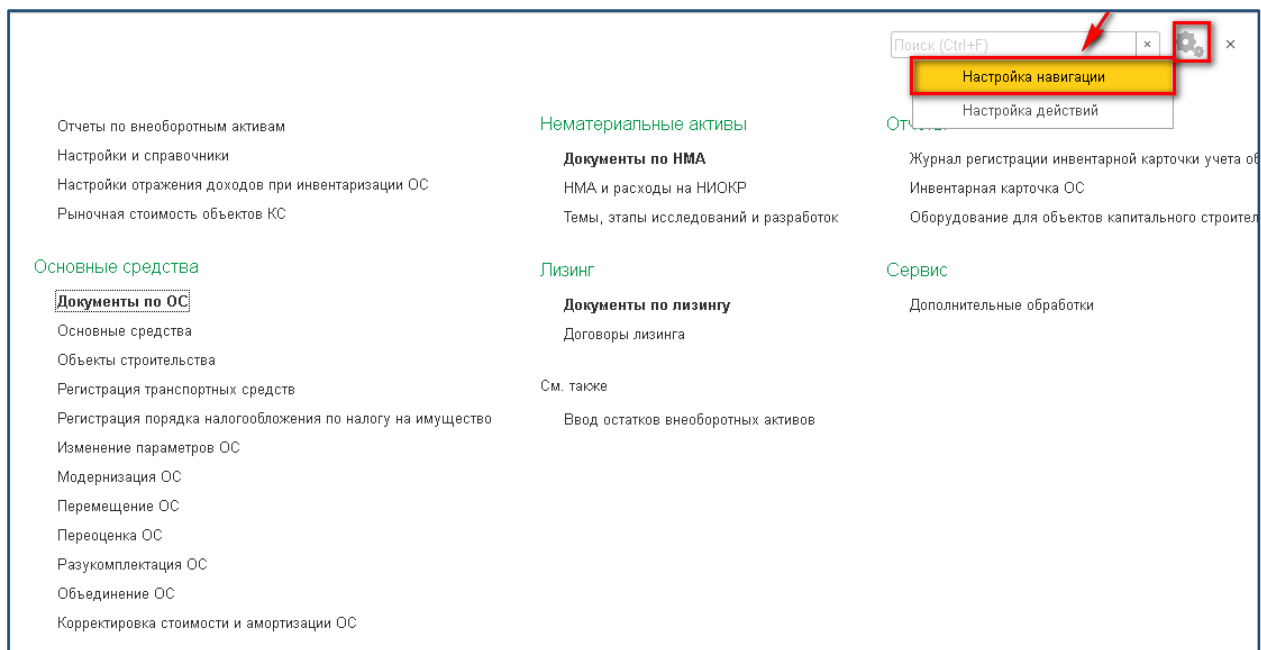 Поиск (Ctrl+F)
Настройка навигации
Настройка действий
Отчеты по внеоборотным активам
Настройки и справочники
Настройки отражения доходов при инвентаризации ОС
Рыночная стоимость объектов КС
Основные средства
Документы по ОС
Основные средства
Объекты строительства
Регистрация транспортных средств
Регистрация порядка налогообложения по налогу на имущество
Изменение параметров ОС
Модернизация ОС
Перемещение ОС
Переоценка ОС
Разукомплектация ОС
Объединение ОС
Корректировка стоимости и амортизации ОС
Нематериальные активы
Документы по НМА
НМА и расходы на НИОКР
Темы, этапы исследований и разработок
Лизинг
Документы по лизингу
Договоры лизинга
См. также
Ввод остатков внеоборотных активов
Журнал регистрации инвентарной карточки учета об
Инвентарная карточка ОС
Оборудование для объектов капитального строител
Сервис
Дополнительные обработки